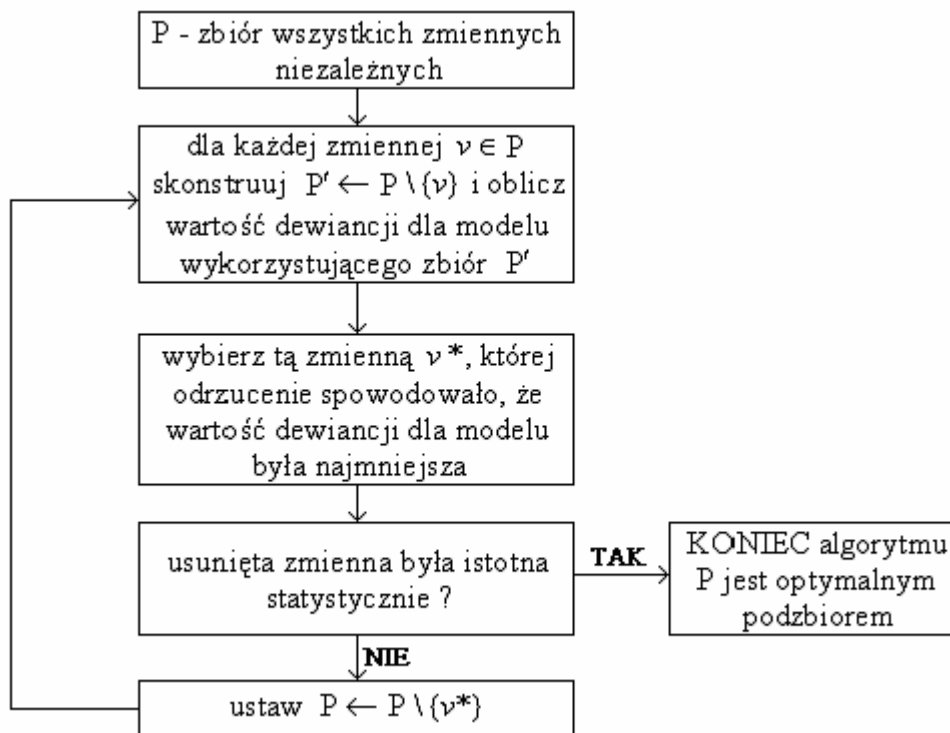 P - zbiór wszystkich zmiennych
niezależnych
dla każdej zmiennej ν ∈ P
skonstruuj P′ ← P \ {ν} i oblicz
wartość dewiancji dla modelu
wykorzystującego zbiór P′
wybierz tą zmienną ν*, której
odrzucenie spowodowało, że
wartość dewiancji dla modelu
była najmniejsza
usunięta zmienna była istotna
statystycznie ?
TAK
KONIEC algorytmu
P jest optymalnym
podzbiorem
NIE
ustaw P ← P \ {ν*}